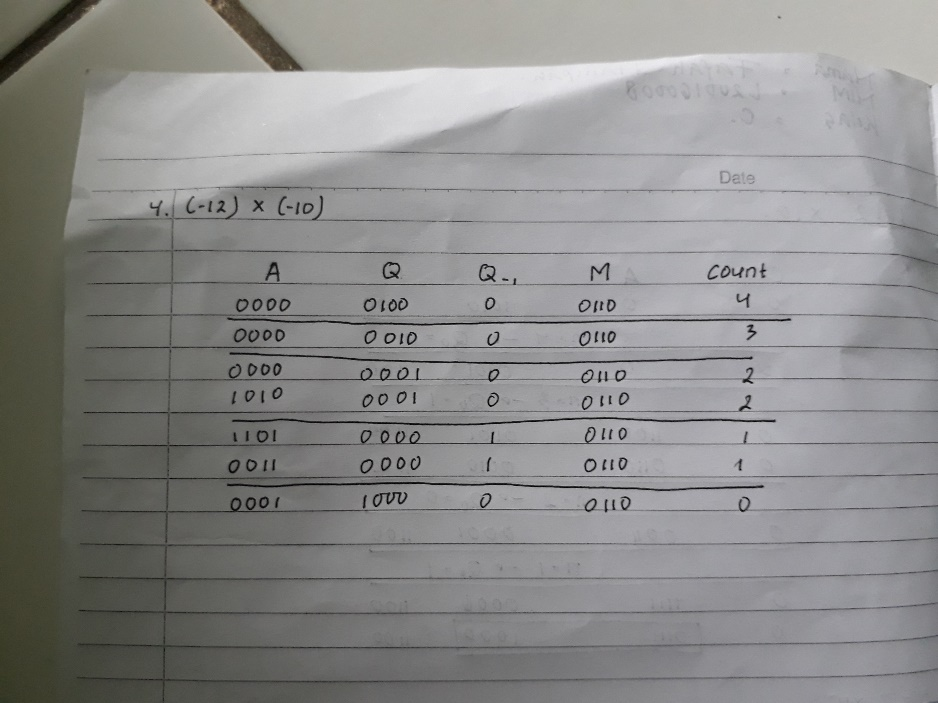 Date
4. (-12) x (-10)
A Q Q-1 M Count
0000 0100 0 0110 4
0000 0010 0 0110 3
0000 0001 0 0110 2
1010 0001 0 0110 2
1101 0000 1 0110 1
0011 0000 1 0110 1
0001 1000 0 0110 0